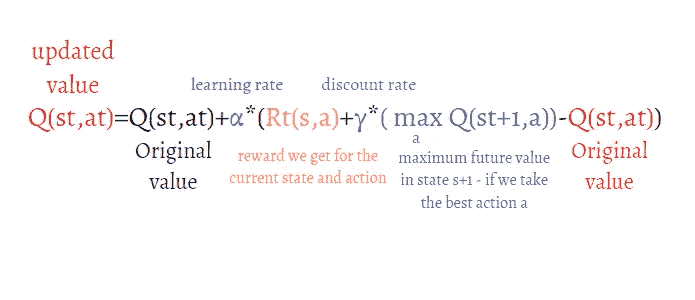 updated
value
learning rate discount rate
Q(st,at)=Q(st,at)+α*(Rt(s,a)+γ*( max Q(st+1,a))-Q(st,at))
a
Original
value
reward we get for the
current state and action
maximum future value
in state s+1 - if we take
the best action a
Original
value